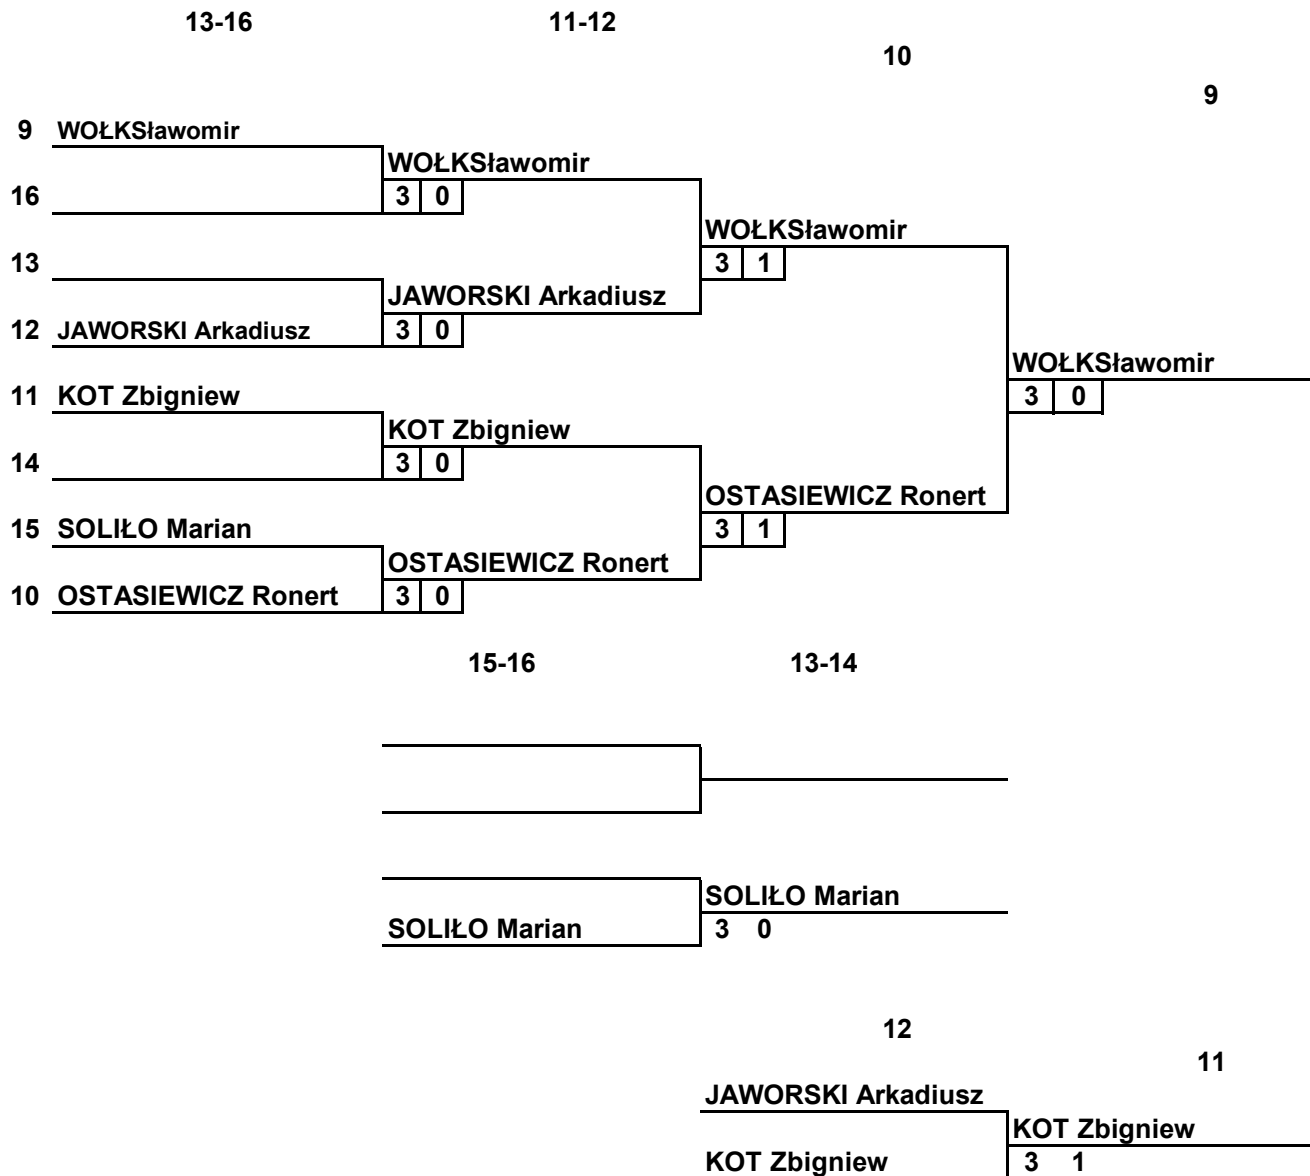 13-16 11-12
10
9
9 WOŁKSławomir
WOŁKSławomir
16 3 0
WOŁKSławomir
13 3 1
JAWORSKI Arkadiusz
12 JAWORSKI Arkadiusz 3 0
WOŁKSławomir
11 KOT Zbigniew 3 0
KOT Zbigniew
14 3 0
OSTASIEWICZ Ronert
15 SOLIŁO Marian 3 1
OSTASIEWICZ Ronert
10 OSTASIEWICZ Ronert 3 0
15-16 13-14
SOLIŁO Marian
SOLIŁO Marian 3 0
12
11
JAWORSKI Arkadiusz
KOT Zbigniew
KOT Zbigniew 3 1